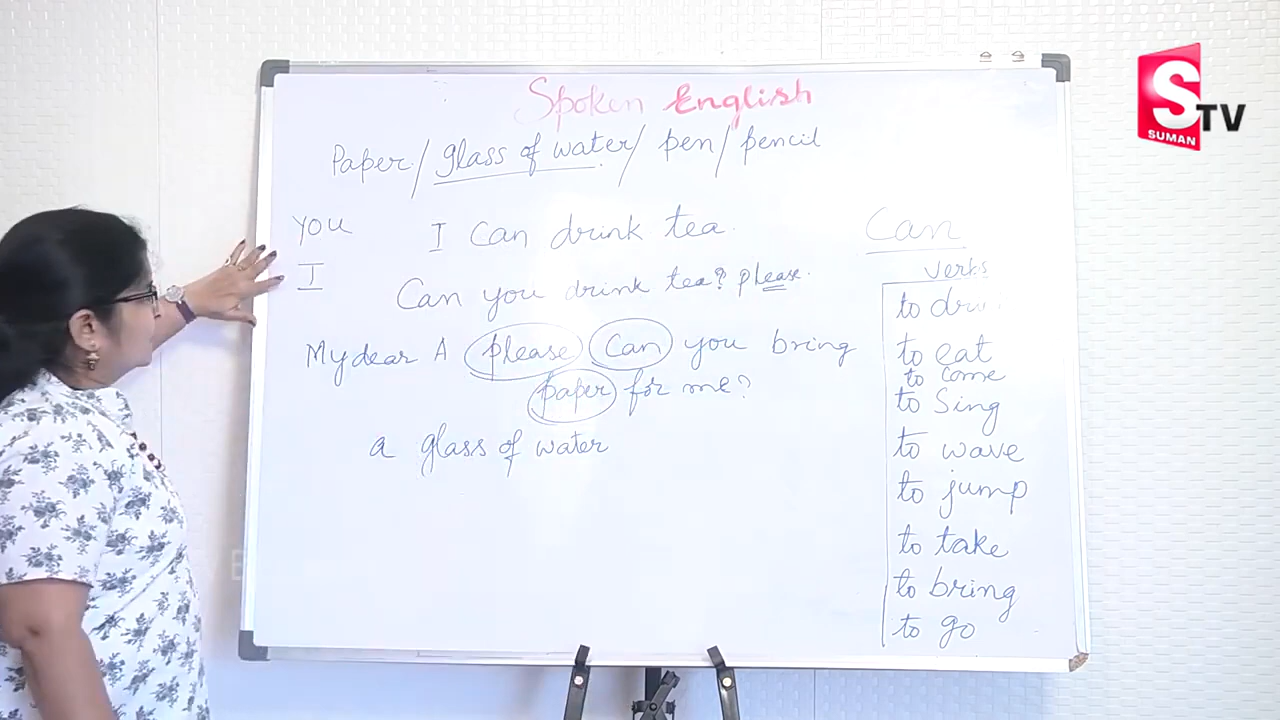 Spoken English
Paper/ glass of water/ pen/ pencil
you
I can drink tea.
I
Can you drink tea? please.
My dear A please can you bring
paper for me?
a glass of water
Can
verbs
to eat
to come
to Sing
to wave
to jump
to take
to bring
to go
S TV
SUMAN